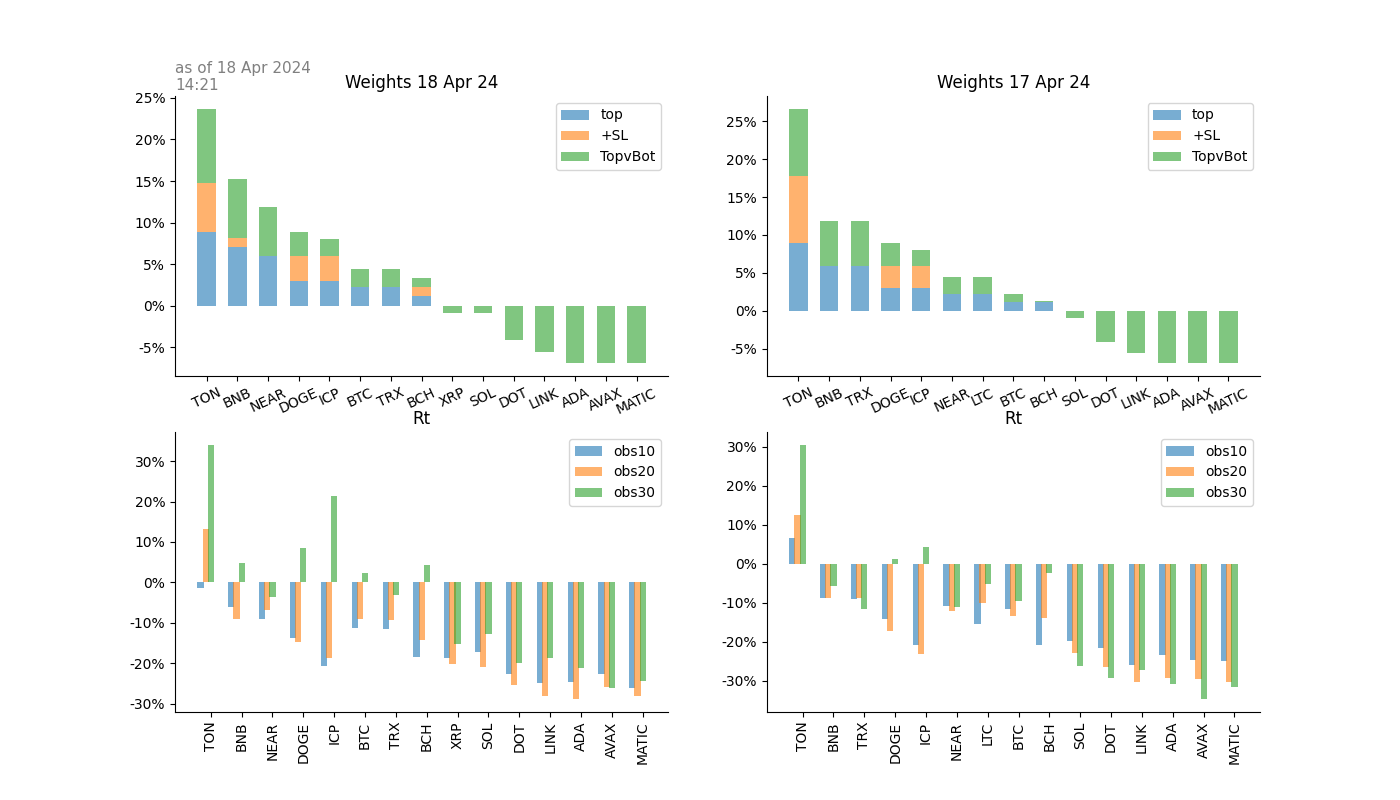 as of 18 Apr 2024
14:21
Weights 18 Apr 24
25%
20%
15%
10%
5%
0%
-5%
top
+SL
TopvBot
TON BNB NEAR DOGE ICP BTC TRX BCH XRP SOL DOT LINK ADA AVAX MATIC
Weights 17 Apr 24
25%
20%
15%
10%
5%
0%
-5%
top
+SL
TopvBot
TON BNB TRX DOGE ICP NEAR LTC BTC BCH SOL DOT LINK ADA AVAX MATIC
Rt
30%
20%
10%
0%
-10%
-20%
-30%
obs10
obs20
obs30
TON BNB NEAR DOGE ICP BTC TRX BCH XRP SOL DOT LINK ADA AVAX MATIC
Rt
30%
20%
10%
0%
-10%
-20%
-30%
obs10
obs20
obs30
TON BNB TRX DOGE ICP NEAR LTC BTC BCH SOL DOT LINK ADA AVAX MATIC